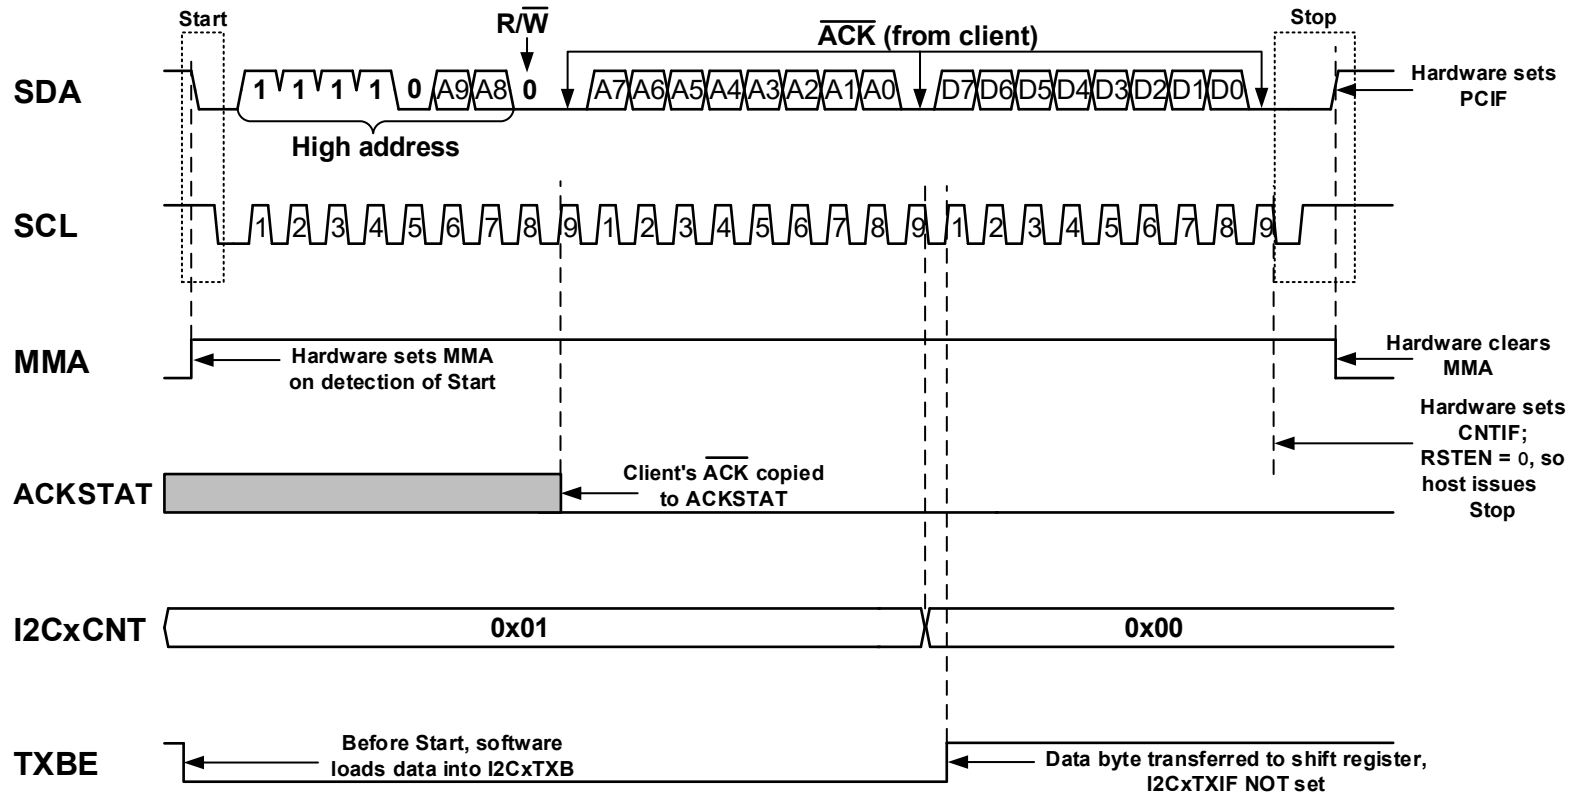 Start
R/W
ACK (from client)
Stop
SDA
1 1 1 1 0 A9 A8 0 A7 A6 A5 A4 A3 A2 A1 A0 D7 D6 D5 D4 D3 D2 D1 D0
Hardware sets
PCIF
High address
SCL
1 2 3 4 5 6 7 8 9 1 2 3 4 5 6 7 8 9 1 2 3 4 5 6 7 8 9
MMA
Hardware sets MMA
on detection of Start
Hardware clears
MMA
Hardware sets
CNTIF;
RSTEN = 0, so
host issues
Stop
ACKSTAT
Client's ACK copied
to ACKSTAT
I2CxCNT
0x01
0x00
TXBE
Before Start, software
loads data into I2CxTXB
Data byte transferred to shift register,
I2CxTXIF NOT set